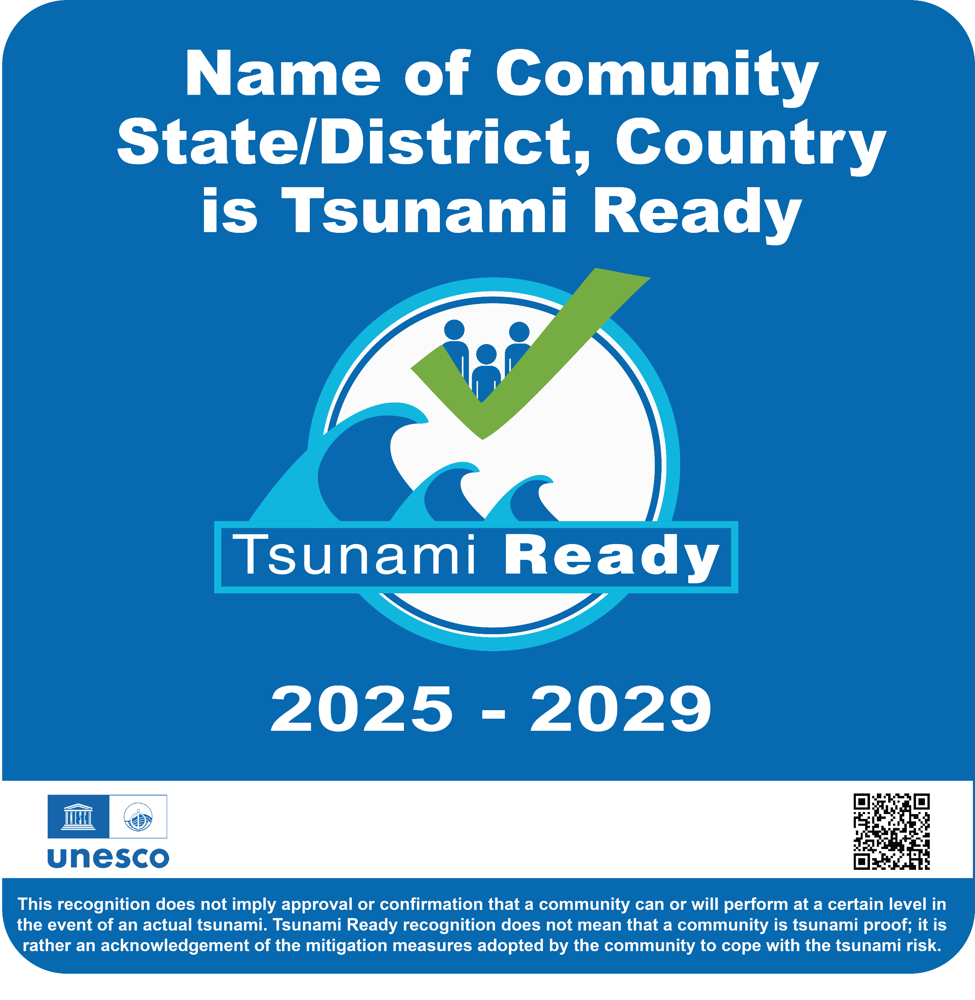 Name of Comunity
State/District, Country
is Tsunami Ready
Tsunami Ready
2025 - 2029
UNESCO
unesco
This recognition does not imply approval or confirmation that a community can or will perform at a certain level in
the event of an actual tsunami. Tsunami Ready recognition does not mean that a community is tsunami proof; it is
rather an acknowledgement of the mitigation measures adopted by the community to cope with the tsunami risk.